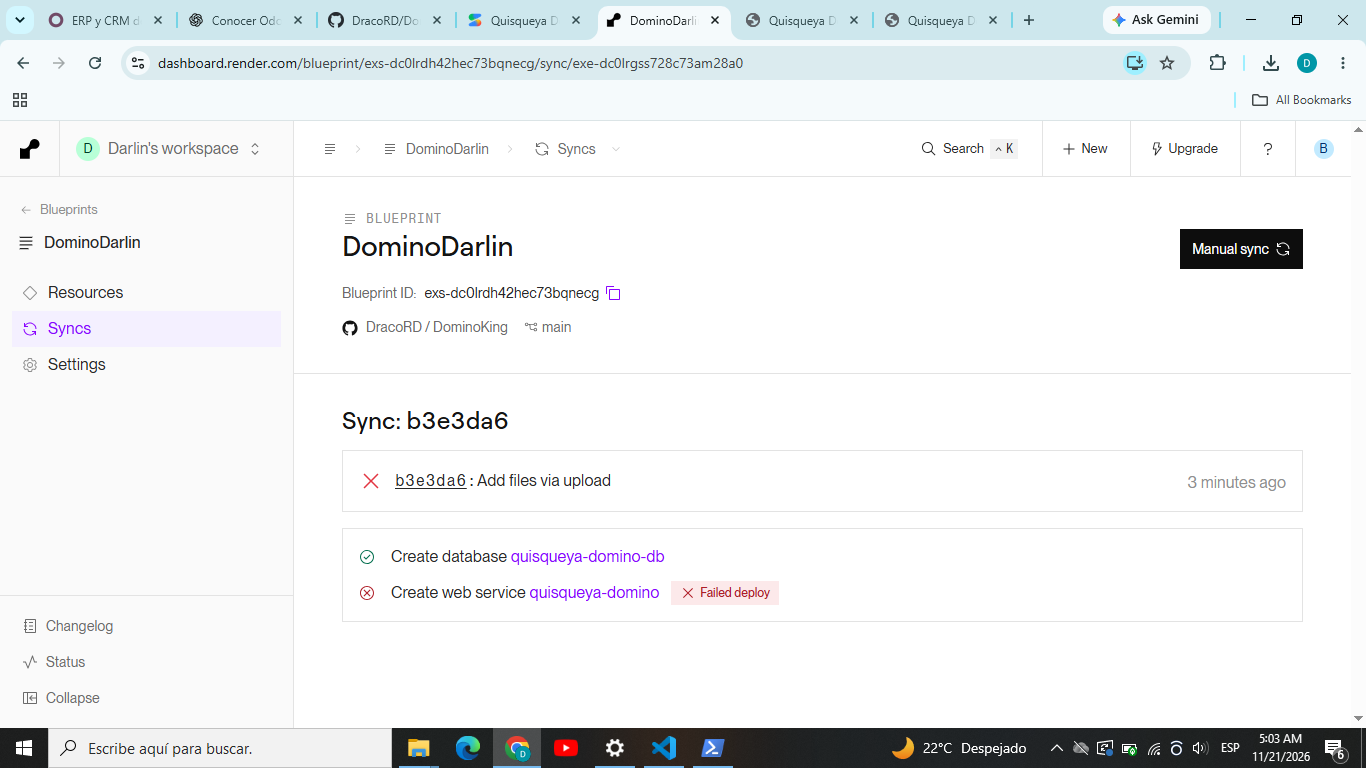 ERP y CRM d
Conocer Odo
DracoRD/Do
Quisqueya D
DominoDarli
Quisqueya D
Quisqueya D
Ask Gemini
dashboard.render.com/blueprint/exs-dc0lrdh42hec73bqnecg/sync/exe-dc0lrgss728c73am28a0
D
All Bookmarks
D
Darlin's workspace
DominoDarlin
Syncs
Search
K
New
Upgrade
?
B
Blueprints
DominoDarlin
Resources
Syncs
Settings
BLUEPRINT
DominoDarlin
Manual sync
Blueprint ID: exs-dc0lrdh42hec73bqnecg
DracoRD / DominoKing
main
Sync: b3e3da6
b3e3da6: Add files via upload
3 minutes ago
Create database quisqueya-domino-db
Create web service quisqueya-domino
Failed deploy
Changelog
Status
Collapse
Escribe aquí para buscar.
D
22°C Despejado
ESP
5:03 AM
11/21/2026
6